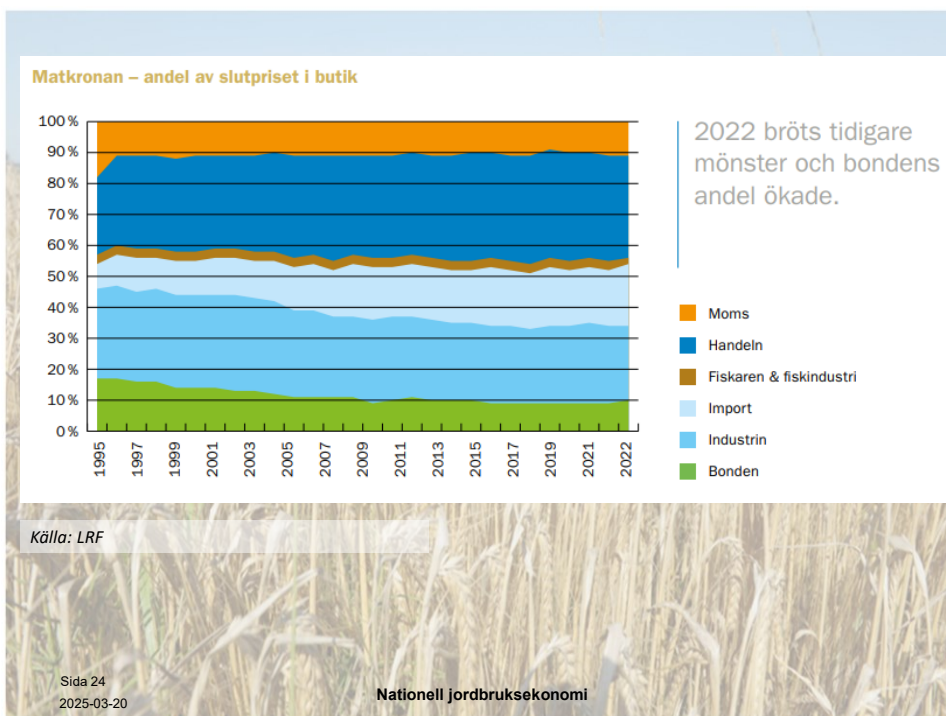 Matkronan – andel av slutpriset i butik
100 %
90 %
80 %
70 %
60 %
50 %
40 %
30 %
20 %
10 %
0 %
1995
1997
1999
2001
2003
2005
2007
2009
2011
2013
2015
2017
2019
2022
2022 bröts tidigare
mönster och bondens
andel ökade.
Moms
Handeln
Fiskaren & fiskindustri
Import
Industrin
Bonden
Källa: LRF
Sida 24
2025-03-20
Nationell jordbruksekonomi